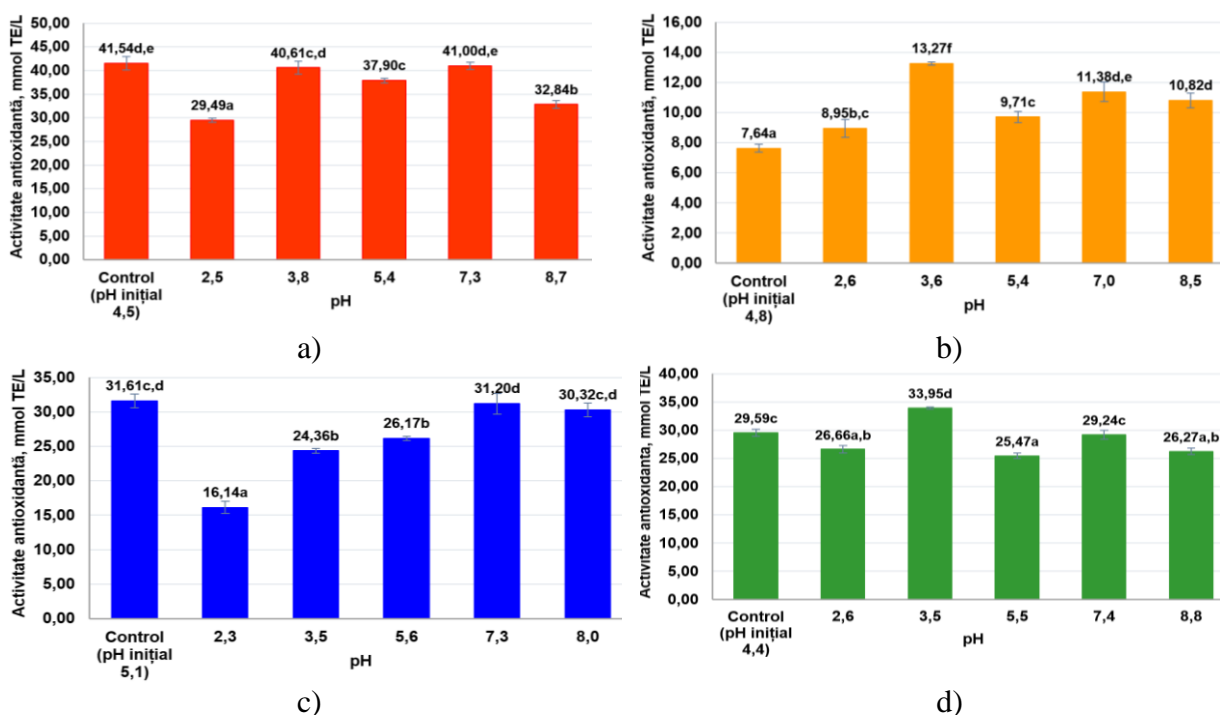 Activitate antioxidantă, mmol TE/L
50,00
45,00
40,00
35,00
30,00
25,00
20,00
15,00
10,00
5,00
0,00
41,54d,e
29,49a
40,61c,d
37,90c
41,00d,e
32,84b
Control
(pH inițial
4,5)
2,5
3,8
5,4
7,3
8,7
pH
a)
Activitate antioxidantă, mmol TE/L
16,00
14,00
12,00
10,00
8,00
6,00
4,00
2,00
0,00
7,64a
8,95b,c
13,27f
9,71c
11,38d,e
10,82d
Control
(pH inițial
4,8)
2,6
3,6
5,4
7,0
8,5
pH
b)
Activitate antioxidantă, mmol TE/L
35,00
30,00
25,00
20,00
15,00
10,00
5,00
0,00
31,61c,d
16,14a
24,36b
26,17b
31,20d
30,32c,d
Control
(pH inițial
5,1)
2,3
3,5
5,6
7,3
8,0
pH
c)
Activitate antioxidanta, mmol TE/L
40,00
35,00
30,00
25,00
20,00
15,00
10,00
5,00
0,00
29,59c
26,66a,b
33,95d
25,47a
29,24c
26,27a,b
Control
(pH inițial
4,4)
2,6
3,5
5,5
7,4
8,8
pH
d)